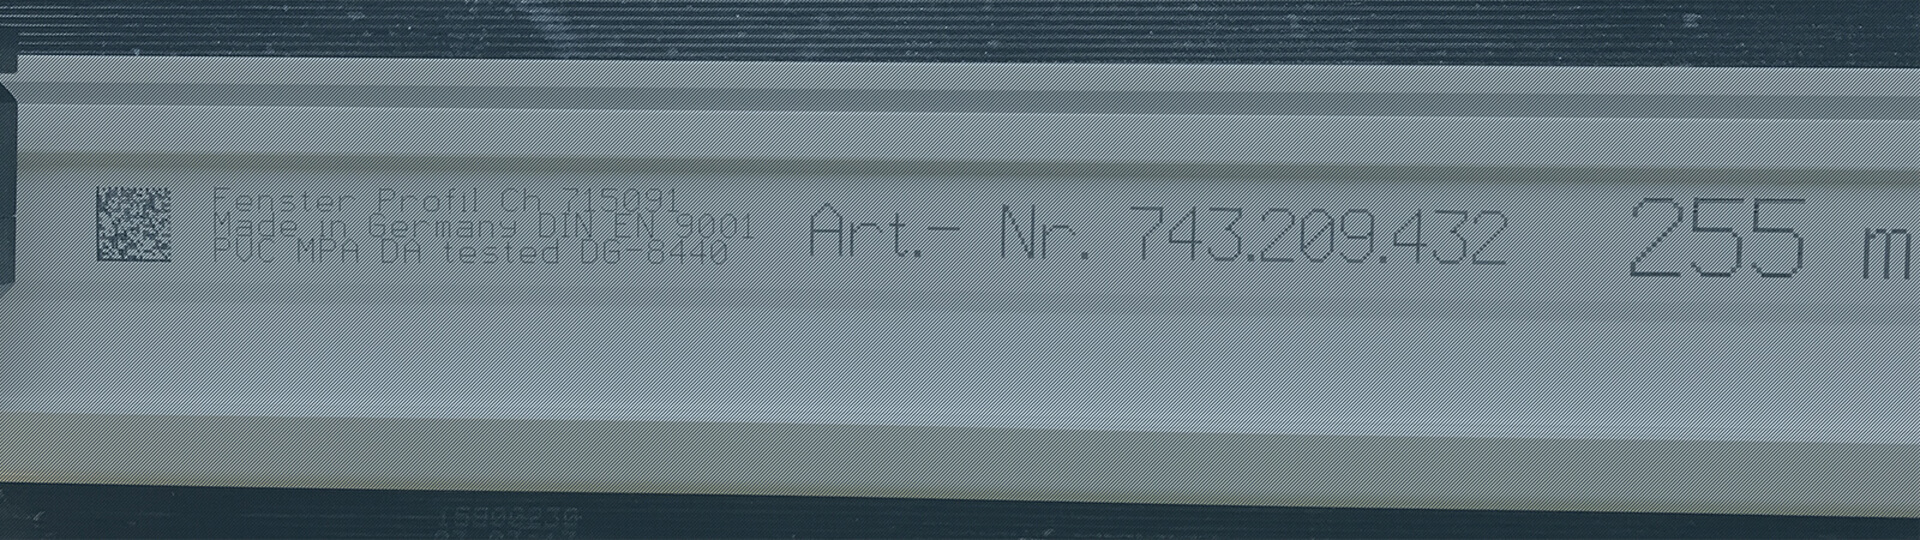 Fenster Profil Ch 715091
Made in Germany DIN EN 9001
PVC MPA DA tested DG-8440
Art.- Nr. 743.209.432
255 m